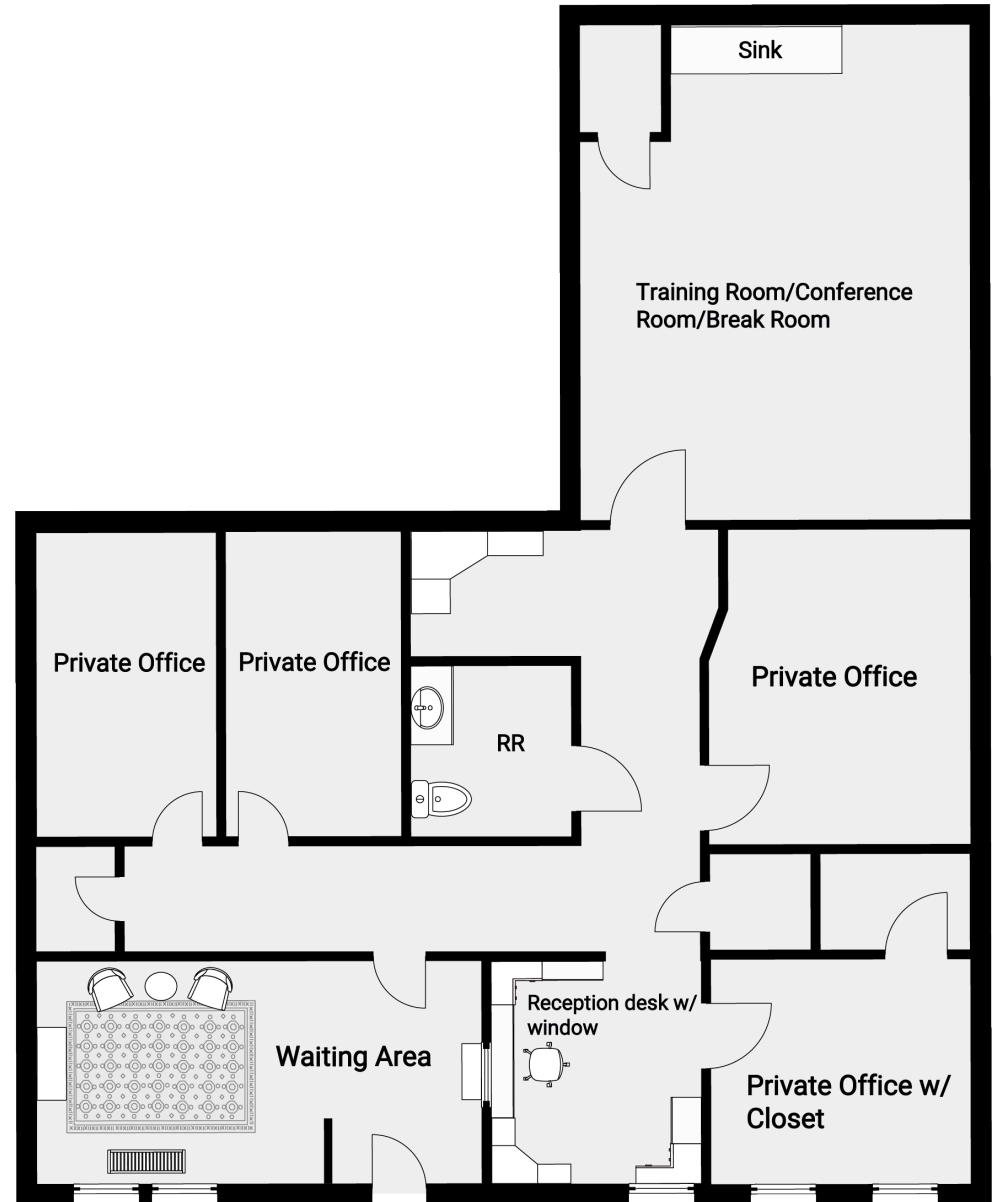 Sink
Training Room/Conference
Room/Break Room
Private Office
Private Office
Private Office
RR
Reception desk w/
window
Waiting Area
Private Office w/
Closet